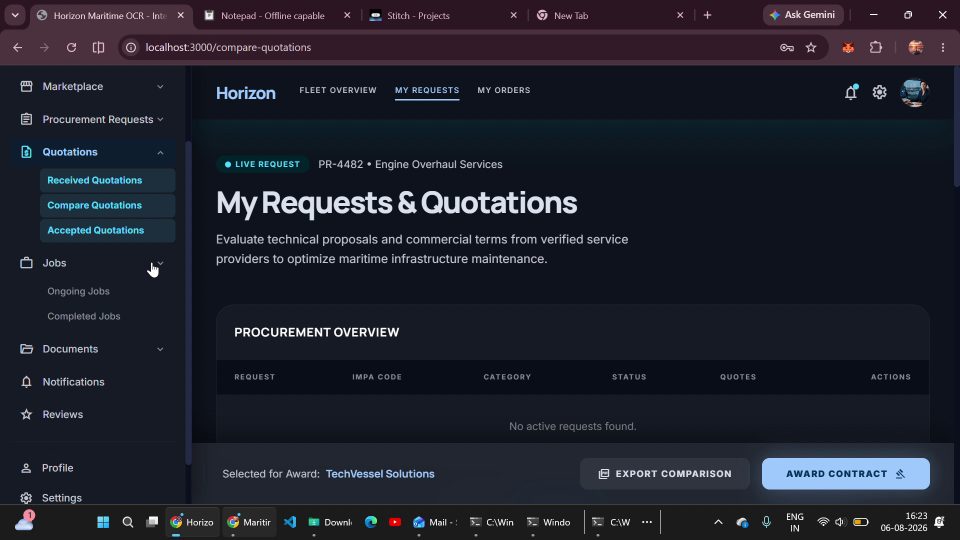 Horizon Maritime OCR - Inte
Notepad - Offline capable
Stitch - Projects
New Tab
Ask Gemini
localhost:3000/compare-quotations
Marketplace
Procurement Requests
Quotations
Received Quotations
Compare Quotations
Accepted Quotations
Jobs
Ongoing Jobs
Completed Jobs
Documents
Notifications
Reviews
Profile
Settings
Horizon
FLEET OVERVIEW
MY REQUESTS
MY ORDERS
LIVE REQUEST
PR-4482 • Engine Overhaul Services
My Requests & Quotations
Evaluate technical proposals and commercial terms from verified service
providers to optimize maritime infrastructure maintenance.
PROCUREMENT OVERVIEW
REQUEST IMPA CODE CATEGORY STATUS QUOTES ACTIONS
No active requests found.
Selected for Award: TechVessel Solutions
EXPORT COMPARISON
AWARD CONTRACT
1
Horizo
Maritir
Downl
Mail - S
C:\Win
Windo
C:\W
ENG
IN
16:23
06-08-2026